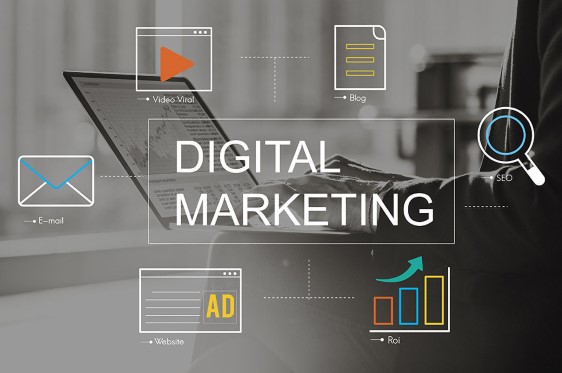 Video Viral
Blog
DIGITAL
MARKETING
SEO
E-mail
AD
Website
Roi